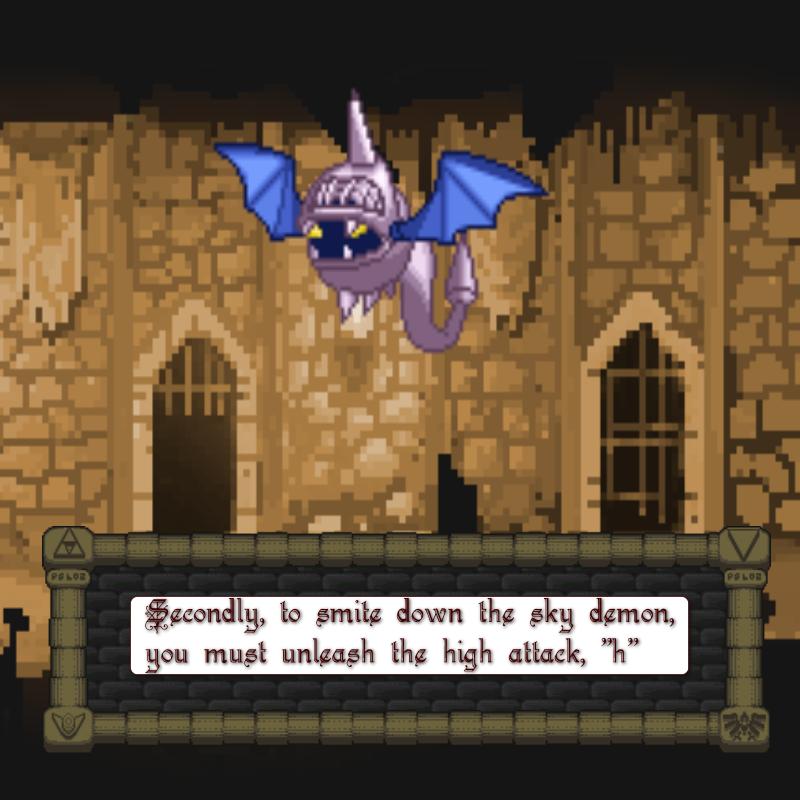 Secondly, to smite down the sky demon,
you must unleash the high attack, "h"